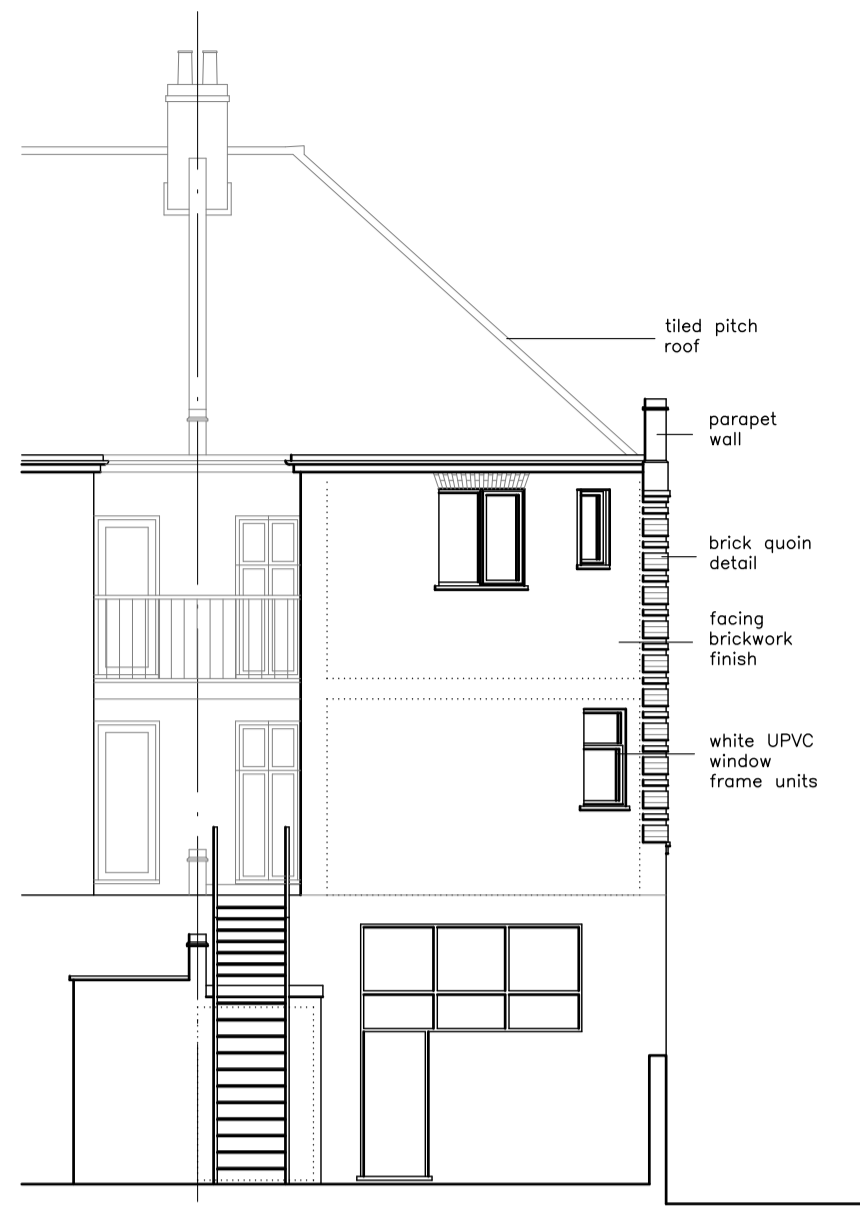 tiled pitch
roof
parapet
wall
brick quoin
detail
facing
brickwork
finish
white UPVC
window
frame units